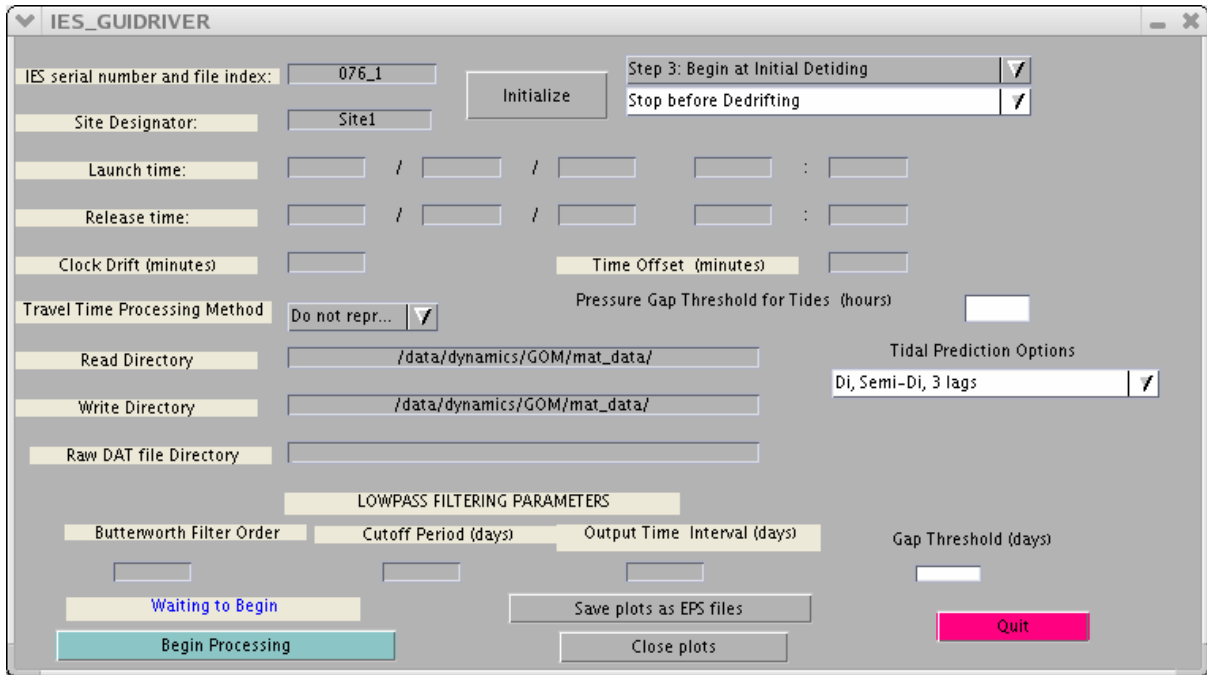 IES_GUIDRIVER
IES serial number and file index: 076_1 Initialize Step 3: Begin at Initial Detiding
Stop before Dedrifting
Site Designator: Site1
Launch time: / / :
Release time: / / :
Clock Drift (minutes) Time Offset (minutes)
Travel Time Processing Method Do not repr... Pressure Gap Threshold for Tides (hours)
Read Directory /data/dynamics/GOM/mat_data/ Tidal Prediction Options
Di, Semi-Di, 3 lags
Write Directory /data/dynamics/GOM/mat_data/
Raw DAT file Directory
LOWPASS FILTERING PARAMETERS
Butterworth Filter Order Cutoff Period (days) Output Time Interval (days) Gap Threshold (days)
Waiting to Begin Save plots as EPS files Quit
Begin Processing Close plots